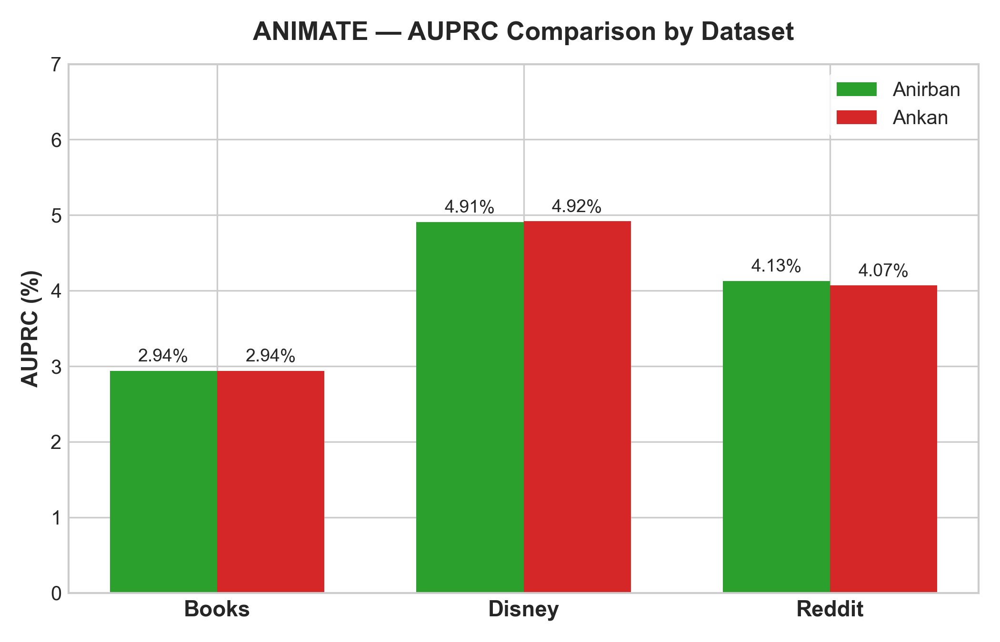 ANIMATE — AUPRC Comparison by Dataset
7
6
5
4
3
2
1
0
AUPRC (%)
Anirban
Ankan
4.91%
4.92%
4.13%
4.07%
2.94%
2.94%
Books
Disney
Reddit